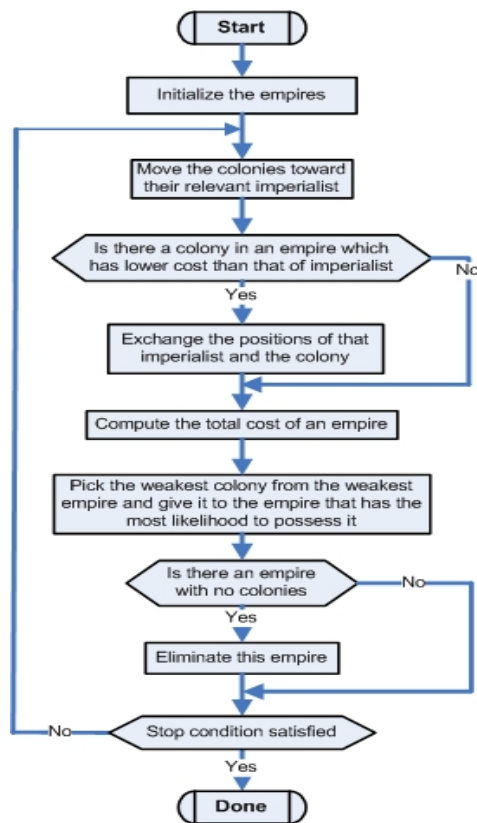 Start
Initialize the empires
Move the colonies toward
their relevant imperialist
Is there a colony in an empire which
has lower cost than that of imperialist
No
Yes
Exchange the positions of that
imperialist and the colony
Compute the total cost of an empire
Pick the weakest colony from the weakest
empire and give it to the empire that has the
most likelihood to possess it
Is there an empire
with no colonies
No
Yes
Eliminate this empire
No
Stop condition satisfied
Yes
Done